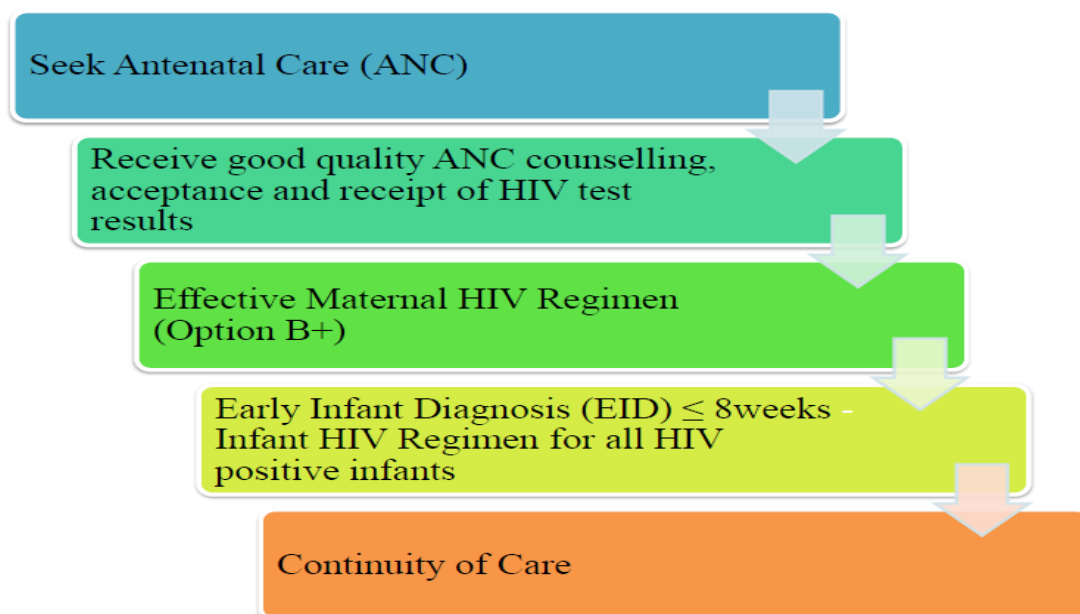 Seek Antenatal Care (ANC)
Receive good quality ANC counselling,
acceptance and receipt of HIV test
results
Effective Maternal HIV Regimen
(Option B+)
Early Infant Diagnosis (EID) ≤ 8weeks -
Infant HIV Regimen for all HIV
positive infants
Continuity of Care